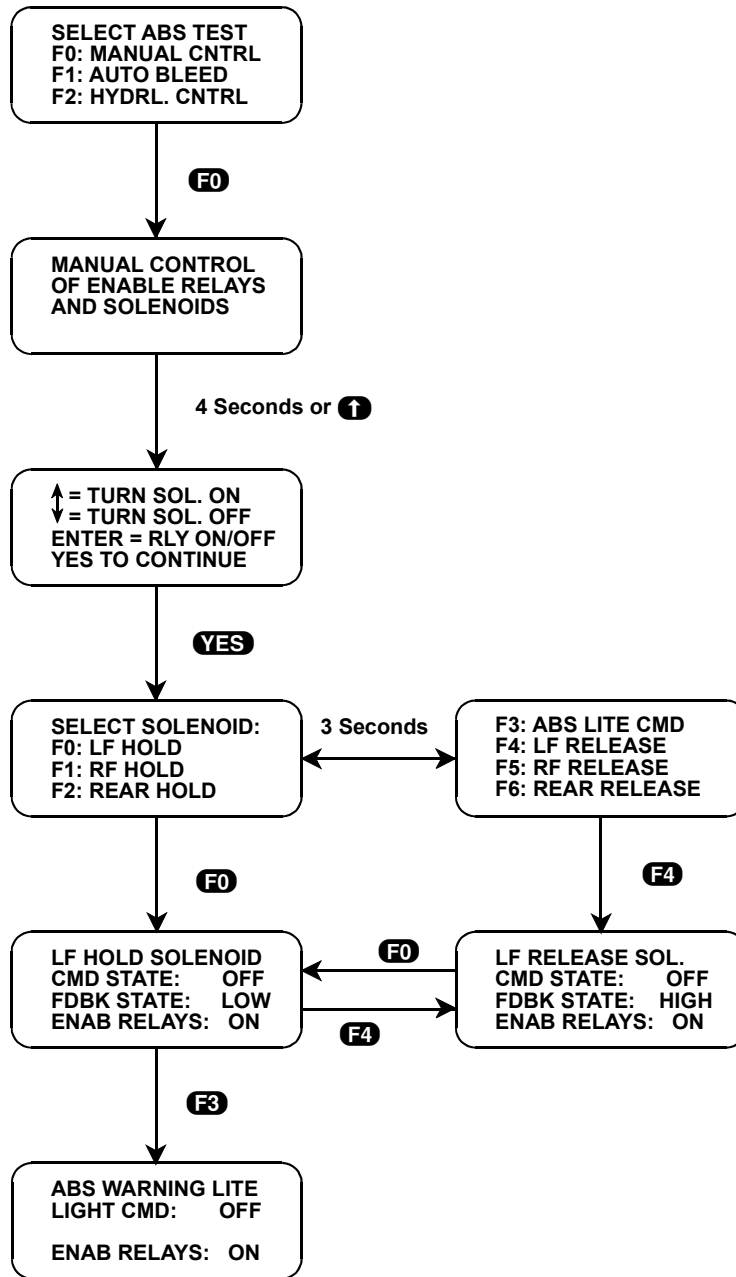 SELECT ABS TEST
F0: MANUAL CNTRL
F1: AUTO BLEED
F2: HYDRL. CNTRL
F0
MANUAL CONTROL
OF ENABLE RELAYS
AND SOLENOIDS
4 Seconds or ↑
↑ = TURN SOL. ON
↓ = TURN SOL. OFF
ENTER = RLY ON/OFF
YES TO CONTINUE
YES
SELECT SOLENOID:
F0: LF HOLD
F1: RF HOLD
F2: REAR HOLD
3 Seconds
F3: ABS LITE CMD
F4: LF RELEASE
F5: RF RELEASE
F6: REAR RELEASE
F0
F4
LF HOLD SOLENOID
CMD STATE: OFF
FDBK STATE: LOW
ENAB RELAYS: ON
F0
F4
LF RELEASE SOL.
CMD STATE: OFF
FDBK STATE: HIGH
ENAB RELAYS: ON
F3
ABS WARNING LITE
LIGHT CMD: OFF
ENAB RELAYS: ON